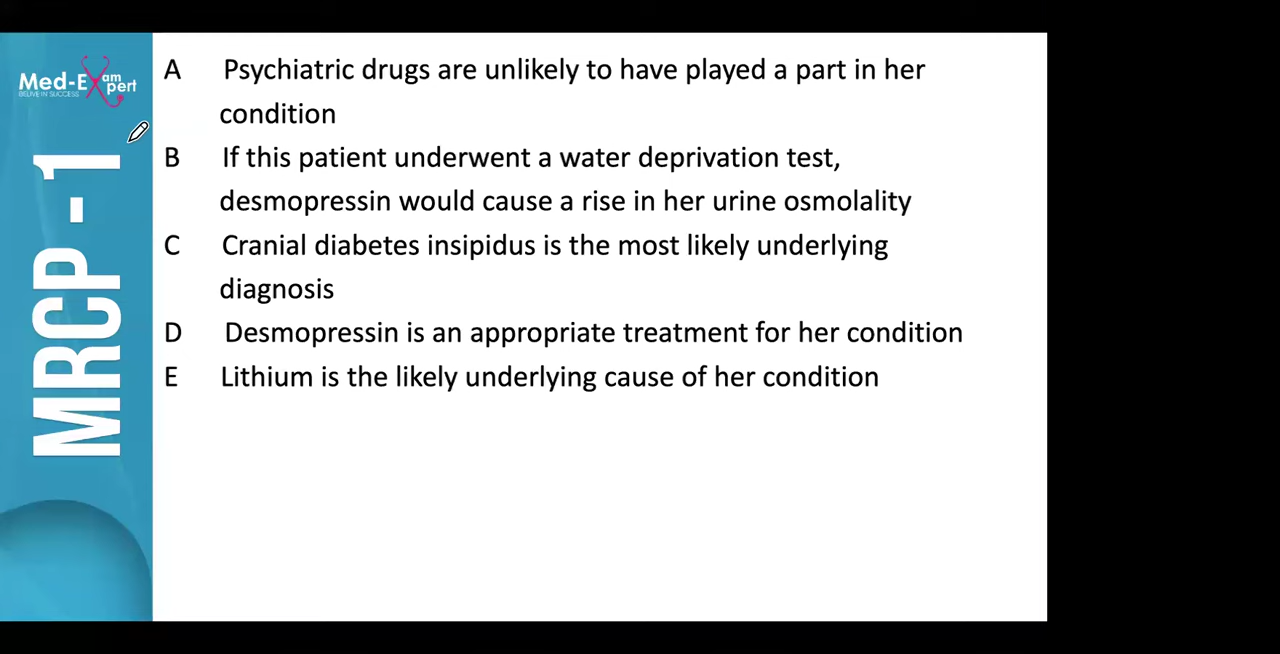 Med-Exam
pert
BELIVE IN SUCCESS
MRCP - 1
A Psychiatric drugs are unlikely to have played a part in her
condition
B If this patient underwent a water deprivation test,
desmopressin would cause a rise in her urine osmolality
C Cranial diabetes insipidus is the most likely underlying
diagnosis
D Desmopressin is an appropriate treatment for her condition
E Lithium is the likely underlying cause of her condition